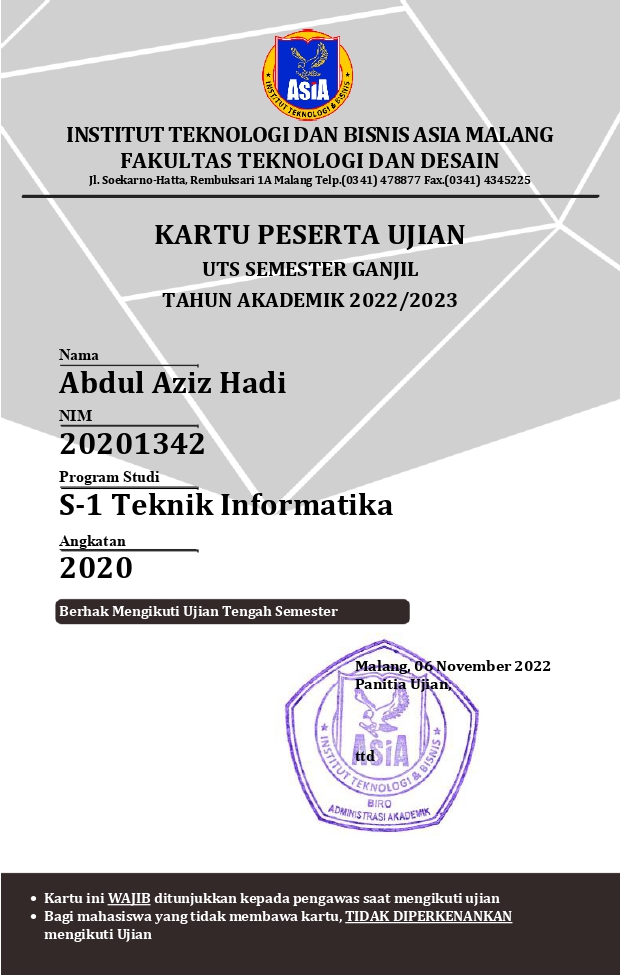 ASIA
INSTITUT TEKNOLOGI & BISNIS
INSTITUT TEKNOLOGI DAN BISNIS ASIA MALANG
FAKULTAS TEKNOLOGI DAN DESAIN
Jl. Soekarno-Hatta, Rembuksari 1A Malang Telp.(0341) 478877 Fax.(0341) 4345225
KARTU PESERTA UJIAN
UTS SEMESTER GANJIL
TAHUN AKADEMIK 2022/2023
Nama
Abdul Aziz Hadi
NIM
20201342
Program Studi
S-1 Teknik Informatika
Angkatan
2020
Berhak Mengikuti Ujian Tengah Semester
Malang, 06 November 2022
Panitia Ujian,
ASiA
ttd
INSTITUT TEKNOLOGI & BISNIS
BIRO
ADMINISTRASI AKADEMIK
• Kartu ini WAJIB ditunjukkan kepada pengawas saat mengikuti ujian
• Bagi mahasiswa yang tidak membawa kartu, TIDAK DIPERKENANKAN
mengikuti Ujian